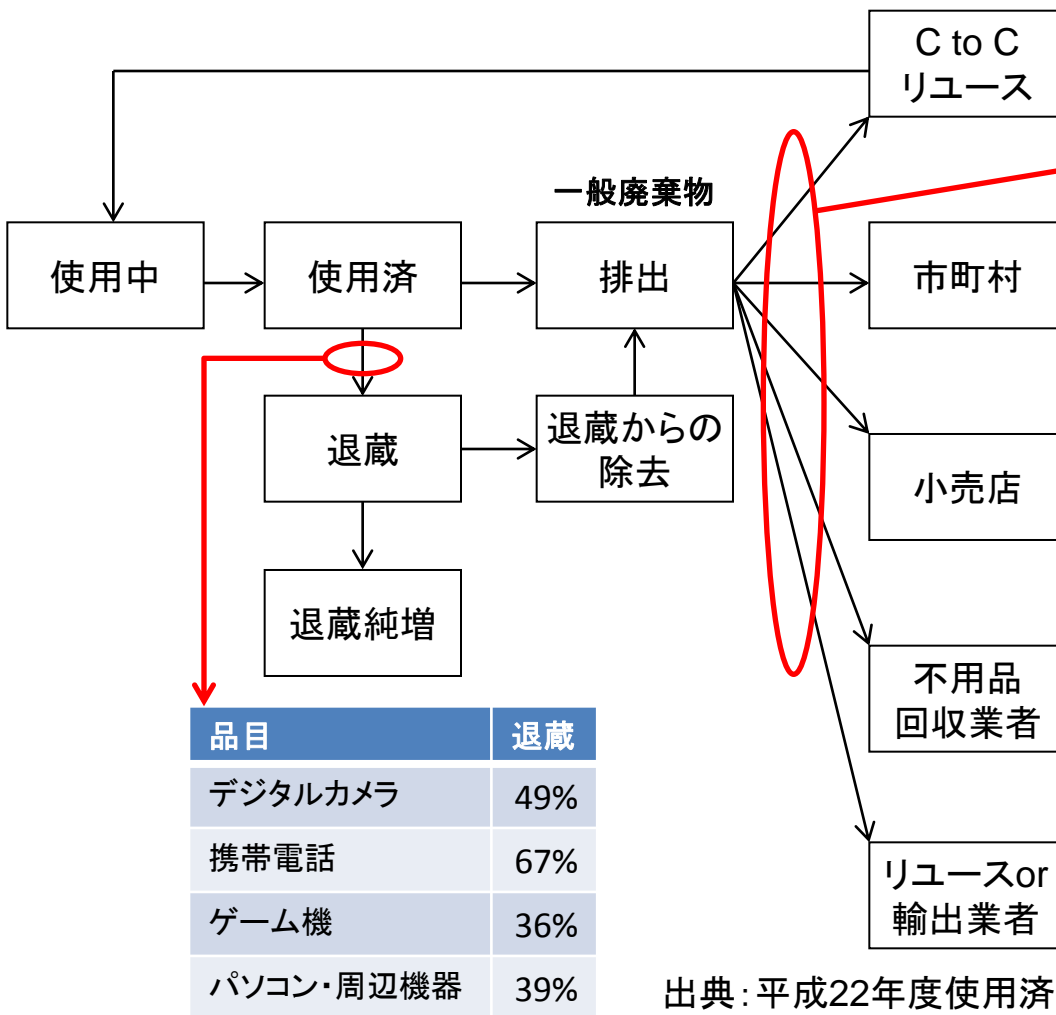 C to C
リユース
一般廃棄物
使用中
使用済
排出
市町村
退蔵
退蔵からの
除去
小売店
退蔵純増
不用品
回収業者
リユースor
輸出業者
品目 退蔵
デジタルカメラ 49%
携帯電話 67%
ゲーム機 36%
パソコン・周辺機器 39%
出典：平成22年度使用済